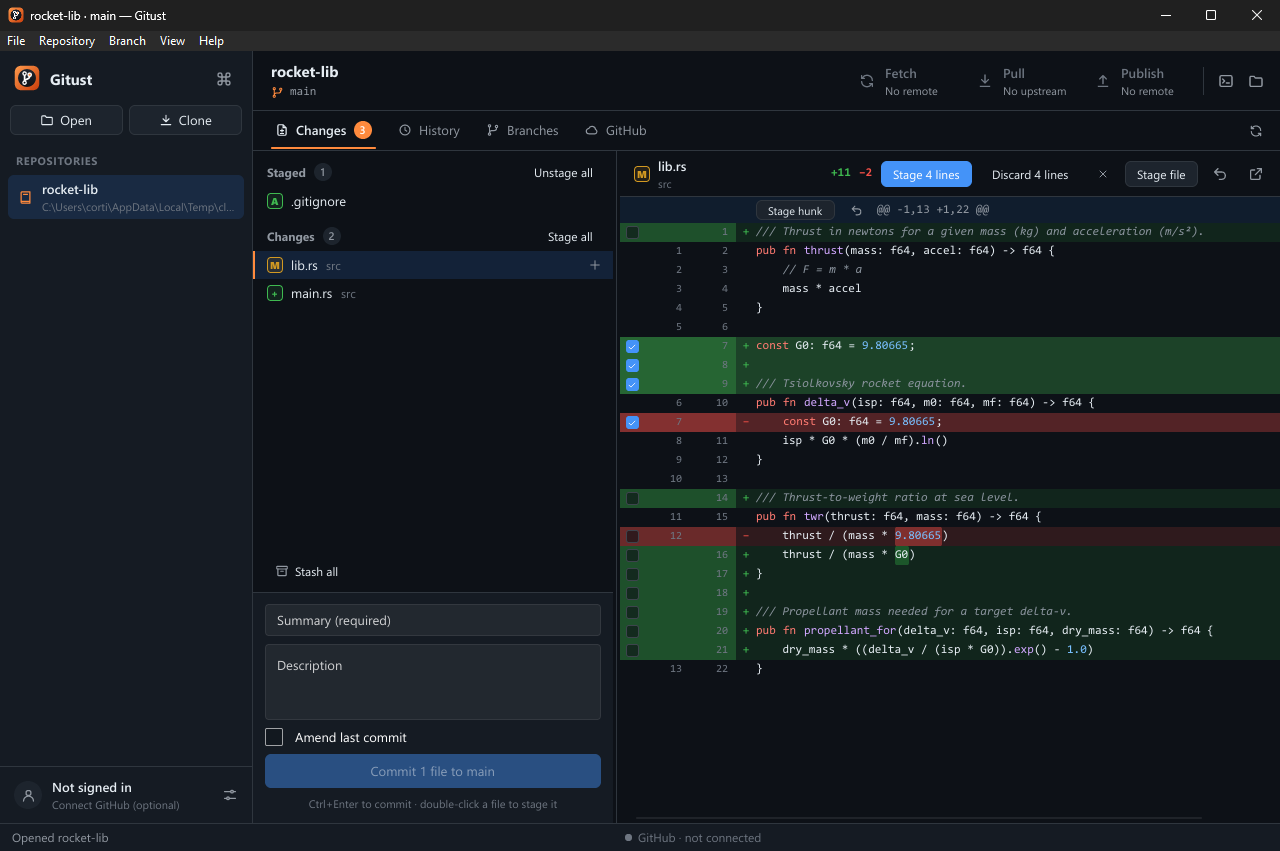 rocket-lib · main — Gitust
File Repository Branch View Help
Gitust ⌘
Open Clone
REPOSITORIES
rocket-lib
C:\Users\corti\AppData\Local\Temp\cl...
Not signed in
Connect GitHub (optional)
Opened rocket-lib
rocket-lib
main
Fetch
No remote
Pull
No upstream
Publish
No remote
Changes 3 History Branches GitHub
Staged 1 Unstage all
A .gitignore
Changes 2 Stage all
M lib.rs src +
+ main.rs src
Stash all
Summary (required)
Description
Amend last commit
Commit 1 file to main
Ctrl+Enter to commit · double-click a file to stage it
M lib.rs
src
+11 −2 Stage 4 lines Discard 4 lines × Stage file
Stage hunk @@ -1,13 +1,22 @@
1 + /// Thrust in newtons for a given mass (kg) and acceleration (m/s²).
1 2 pub fn thrust(mass: f64, accel: f64) -> f64 {
2 3 // F = m * a
3 4 mass * accel
4 5 }
5 6
7 + const G0: f64 = 9.80665;
8 +
9 + /// Tsiolkovsky rocket equation.
6 10 pub fn delta_v(isp: f64, m0: f64, mf: f64) -> f64 {
7 − const G0: f64 = 9.80665;
8 11 isp * G0 * (m0 / mf).ln()
9 12 }
10 13
14 + /// Thrust-to-weight ratio at sea level.
11 15 pub fn twr(thrust: f64, mass: f64) -> f64 {
12 − thrust / (mass * 9.80665)
16 + thrust / (mass * G0)
17 + }
18 +
19 + /// Propellant mass needed for a target delta-v.
20 + pub fn propellant_for(delta_v: f64, isp: f64, dry_mass: f64) -> f64 {
21 + dry_mass * ((delta_v / (isp * G0)).exp() - 1.0)
13 22 }
GitHub · not connected